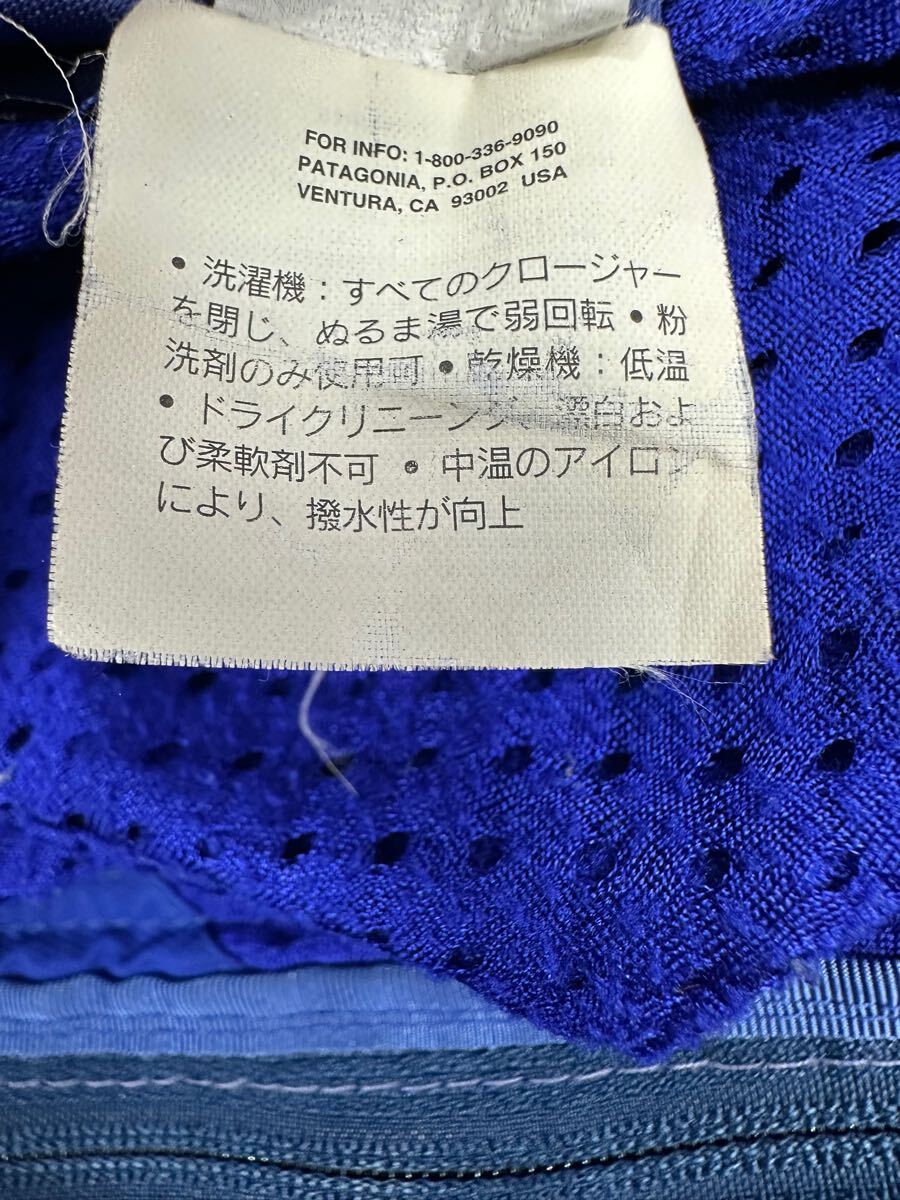 FOR INFO: 1-800-336-9090
PATAGONIA, P.O. BOX 150
VENTURA, CA 93002 USA
• 洗濯機：すべてのクロージャー
を閉じ、ぬるま湯で弱回転 • 粉
洗剤のみ使用可 • 乾燥機：低温
• ドライクリニーング、漂白およ
び柔軟剤不可 • 中温のアイロン
により、撥水性が向上